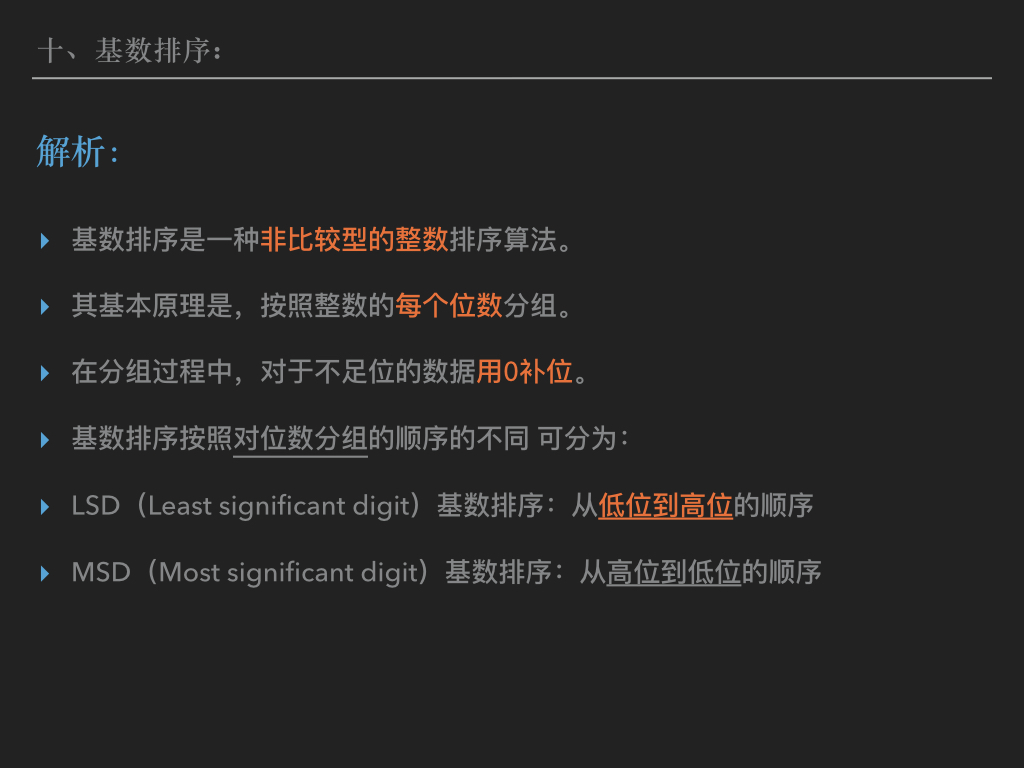 十、基数排序：
解析：
基数排序是一种非比较型的整数排序算法。
其基本原理是，按照整数的每个位数分组。
在分组过程中，对于不足位的数据用0补位。
基数排序按照对位数分组的顺序的不同 可分为：
LSD（Least significant digit）基数排序：从低位到高位的顺序
MSD（Most significant digit）基数排序：从高位到低位的顺序